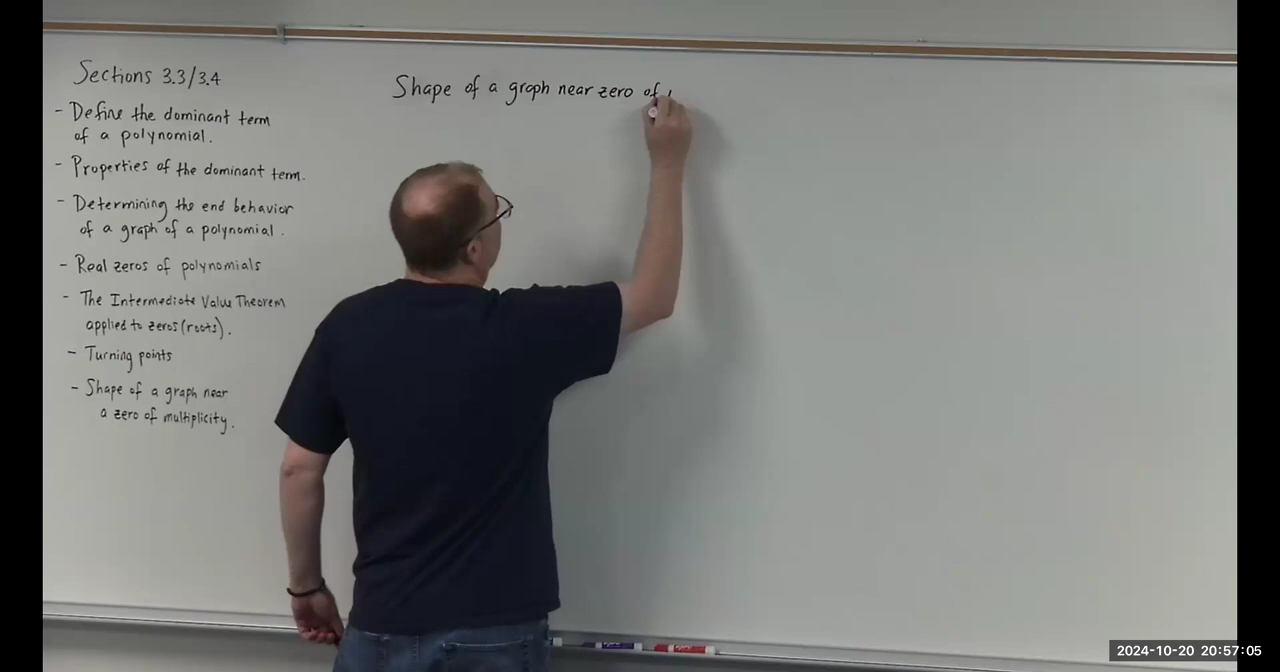 Sections 3.3/3.4
- Define the dominant term
of a polynomial.
- Properties of the dominant term.
- Determining the end behavior
of a graph of a polynomial.
- Real zeros of polynomials
- The Intermediate Value Theorem
applied to zeros (roots).
- Turning points
- Shape of a graph near
a zero of multiplicity.
Shape of a graph near zero of
2024-10-20 20:57:05